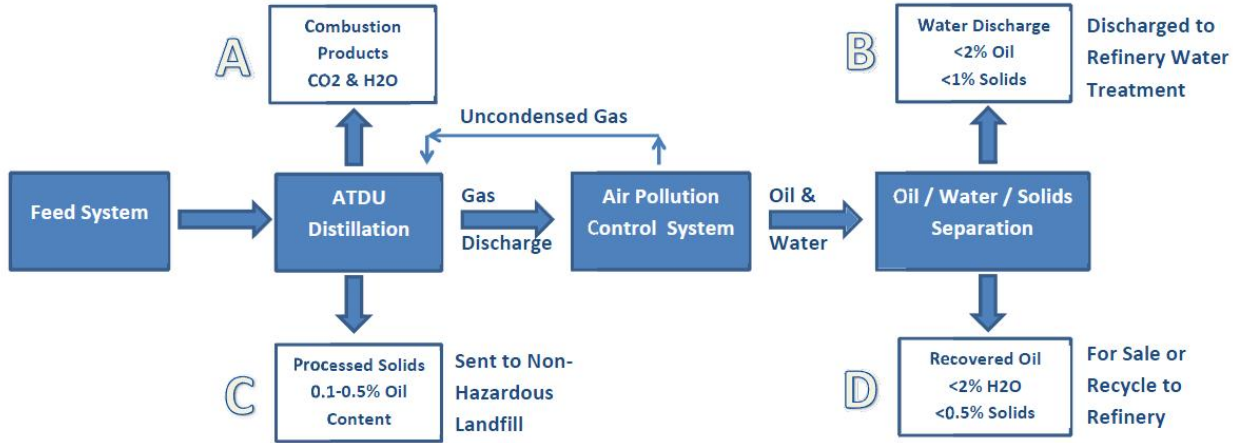 A
Combustion
Products
CO2 & H2O
B
Water Discharge
<2% Oil
<1% Solids
Discharged to
Refinery Water
Treatment
Uncondensed Gas
Feed System
ATDU
Distillation
Gas
Discharge
Air Pollution
Control System
Oil &
Water
Oil / Water / Solids
Separation
C
Processed Solids
0.1-0.5% Oil
Content
Sent to Non-
Hazardous
Landfill
D
Recovered Oil
<2% H2O
<0.5% Solids
For Sale or
Recycle to
Refinery